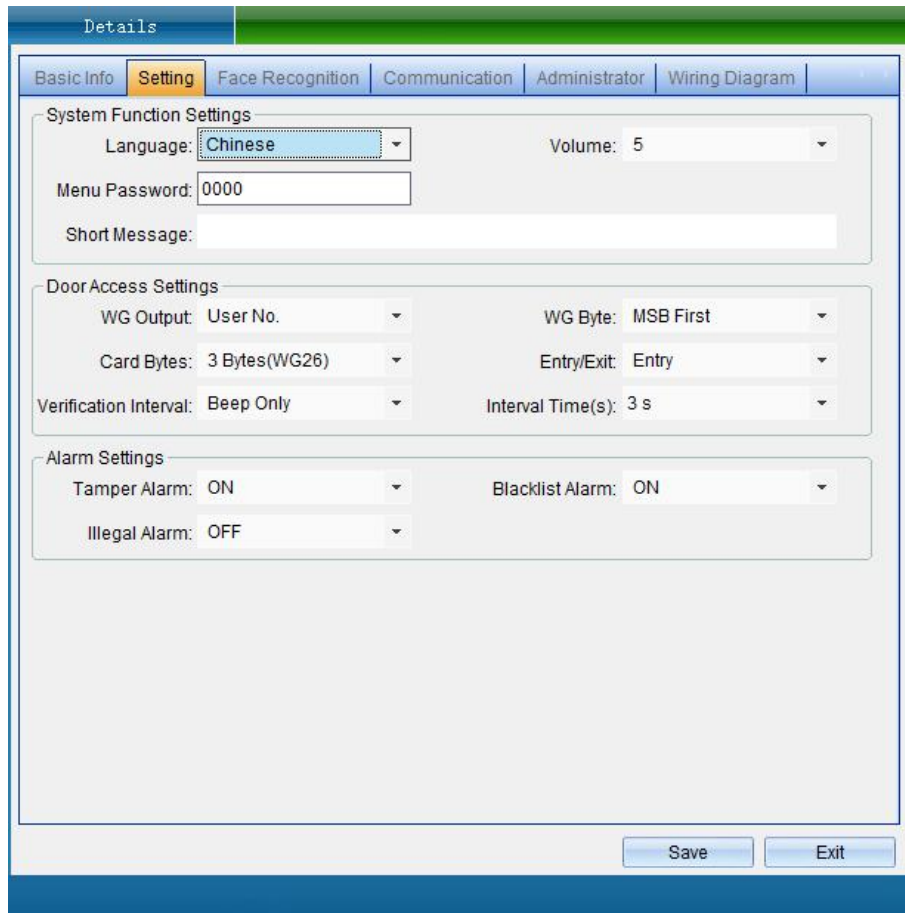 Details
Basic Info Setting Face Recognition Communication Administrator Wiring Diagram
System Function Settings
Language: Chinese Volume: 5
Menu Password: 0000
Short Message:
Door Access Settings
WG Output: User No. WG Byte: MSB First
Card Bytes: 3 Bytes(WG26) Entry/Exit: Entry
Verification Interval: Beep Only Interval Time(s): 3 s
Alarm Settings
Tamper Alarm: ON Blacklist Alarm: ON
Illegal Alarm: OFF
Save Exit